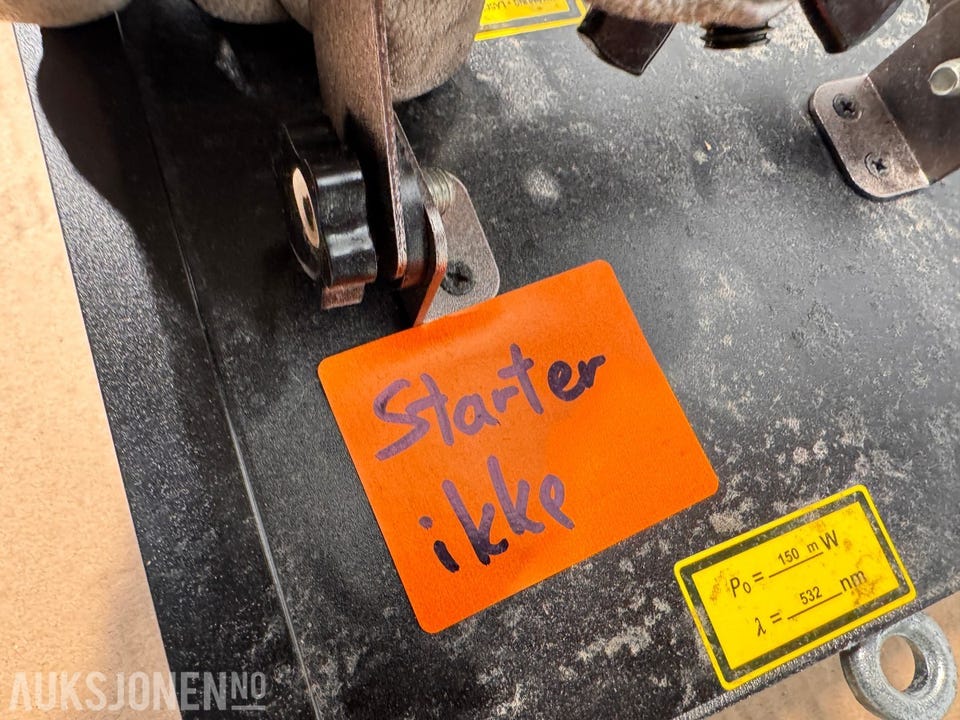 Starter
ikke
P₀ = 150 mW
λ = 532 nm
AUKSJONEN NO